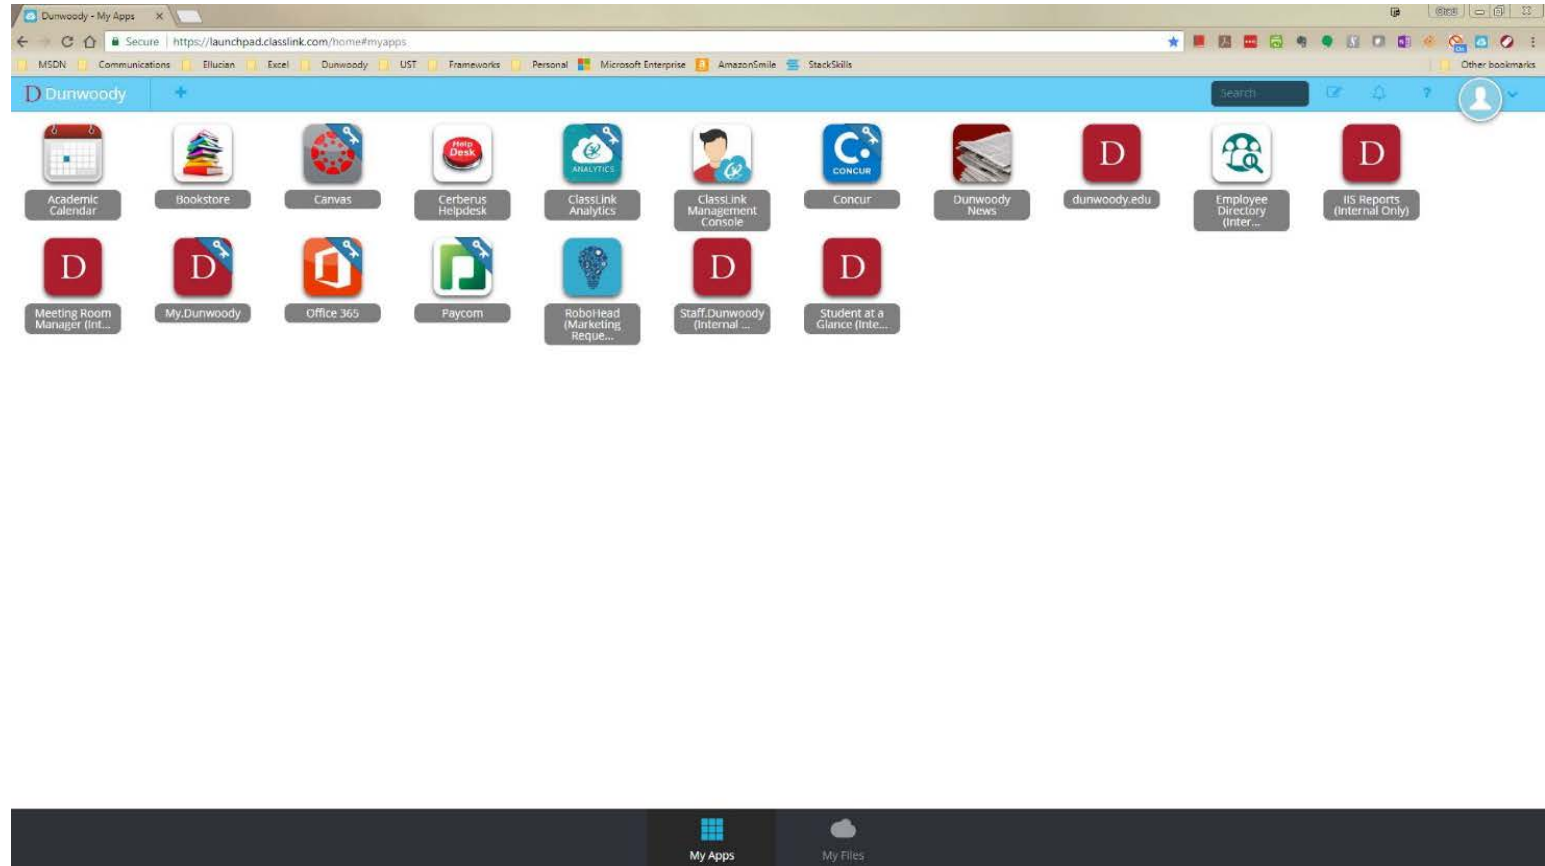 Dunwoody - My Apps
Secure https://launchpad.classlink.com/home#myapps
MSDN Communications Ellucian Excel Dunwoody UST Frameworks Personal Microsoft Enterprise AmazonSmile StackSkills Other bookmarks
D Dunwoody + Search ?
Help
Desk
ANALYTICS
C.
CONCUR
D
D
Academic
Calendar
Bookstore
Canvas
Cerberus
Helpdesk
ClassLink
Analytics
ClassLink
Management
Console
Concur
Dunwoody
News
dunwoody.edu
Employee
Directory
(Inter...
IIS Reports
(Internal Only)
D
D
D
D
Meeting Room
Manager (Int...
My.Dunwoody
Office 365
Paycom
RoboHead
(Marketing
Reque...
Staff.Dunwoody
(Internal ...
Student at a
Glance (Inte...
My Apps
My Files